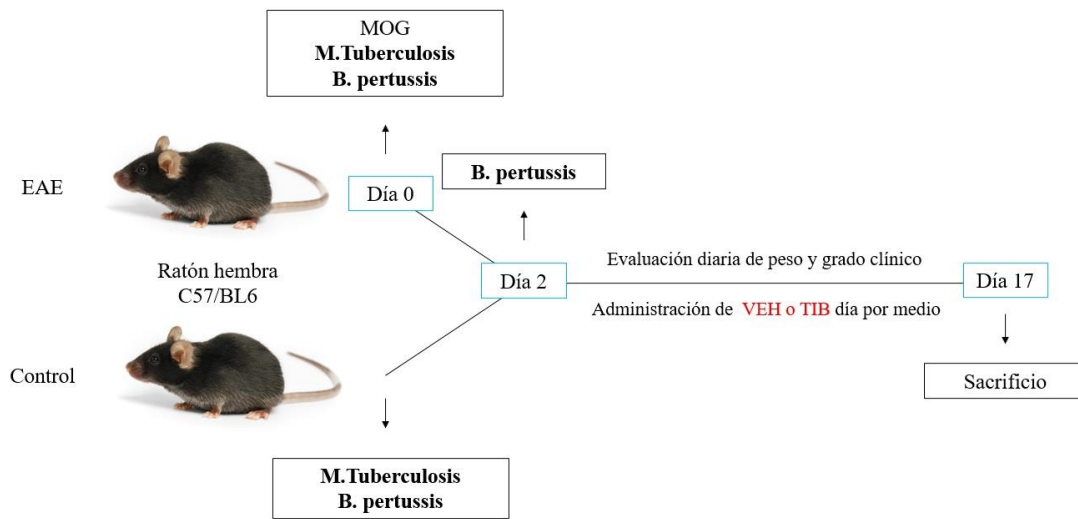 MOG
M.Tuberculosis
B. pertussis
EAE
Día 0
B. pertussis
Ratón hembra
C57/BL6
Día 2
Evaluación diaria de peso y grado clínico
Administración de VEH o TIB día por medio
Día 17
Control
Sacrificio
M.Tuberculosis
B. pertussis